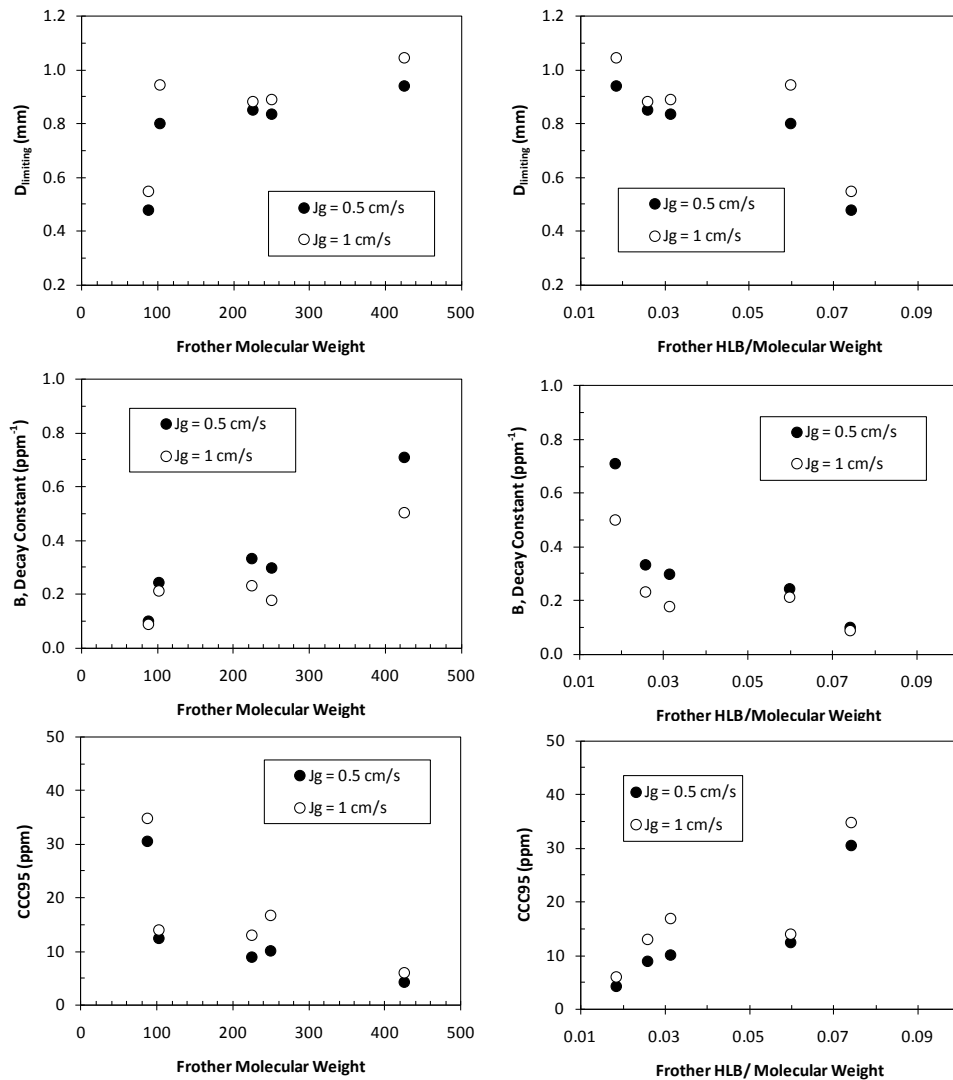 1.2
1.0
0.8
0.6
0.4
0.2
D limiting (mm)
Jg = 0.5 cm/s
Jg = 1 cm/s
0 100 200 300 400 500
Frother Molecular Weight
1.2
1.0
0.8
0.6
0.4
0.2
D limiting (mm)
Jg = 0.5 cm/s
Jg = 1 cm/s
0.01 0.03 0.05 0.07 0.09
Frother HLB/Molecular Weight
1.0
0.8
0.6
0.4
0.2
0.0
B, Decay Constant (ppm⁻¹)
Jg = 0.5 cm/s
Jg = 1 cm/s
0 100 200 300 400 500
Frother Molecular Weight
1.0
0.8
0.6
0.4
0.2
0.0
B, Decay Constant (ppm⁻¹)
Jg = 0.5 cm/s
Jg = 1 cm/s
0.01 0.03 0.05 0.07 0.09
Frother HLB/Molecular Weight
50
40
30
20
10
0
CCC95 (ppm)
Jg = 0.5 cm/s
Jg = 1 cm/s
0 100 200 300 400 500
Frother Molecular Weight
50
40
30
20
10
0
CCC95 (ppm)
Jg = 0.5 cm/s
Jg = 1 cm/s
0.01 0.03 0.05 0.07 0.09
Frother HLB/ Molecular Weight